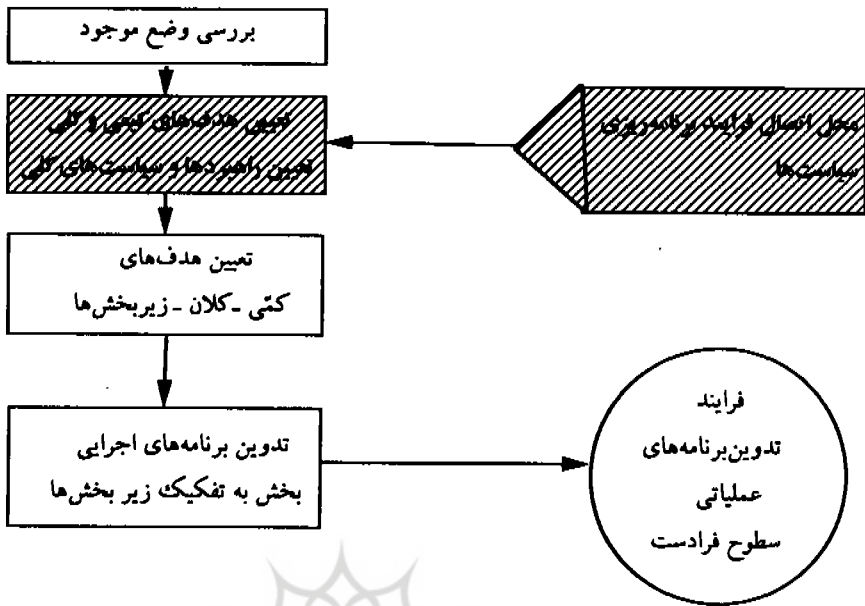 بررسی وضع موجود
تعیین هدف‌های کیفی و کلی
تعیین راهبردها و سیاست‌های کلی
محل اتصال فرایند برنامه‌ریزی
سیاست‌ها
تعیین هدف‌های
کمّی ـ کلان ـ زیربخش‌ها
تدوین برنامه‌های اجرایی
بخش به تفکیک زیر بخش‌ها
فرایند
تدوین‌برنامه‌های
عملیاتی
سطوح فرادست